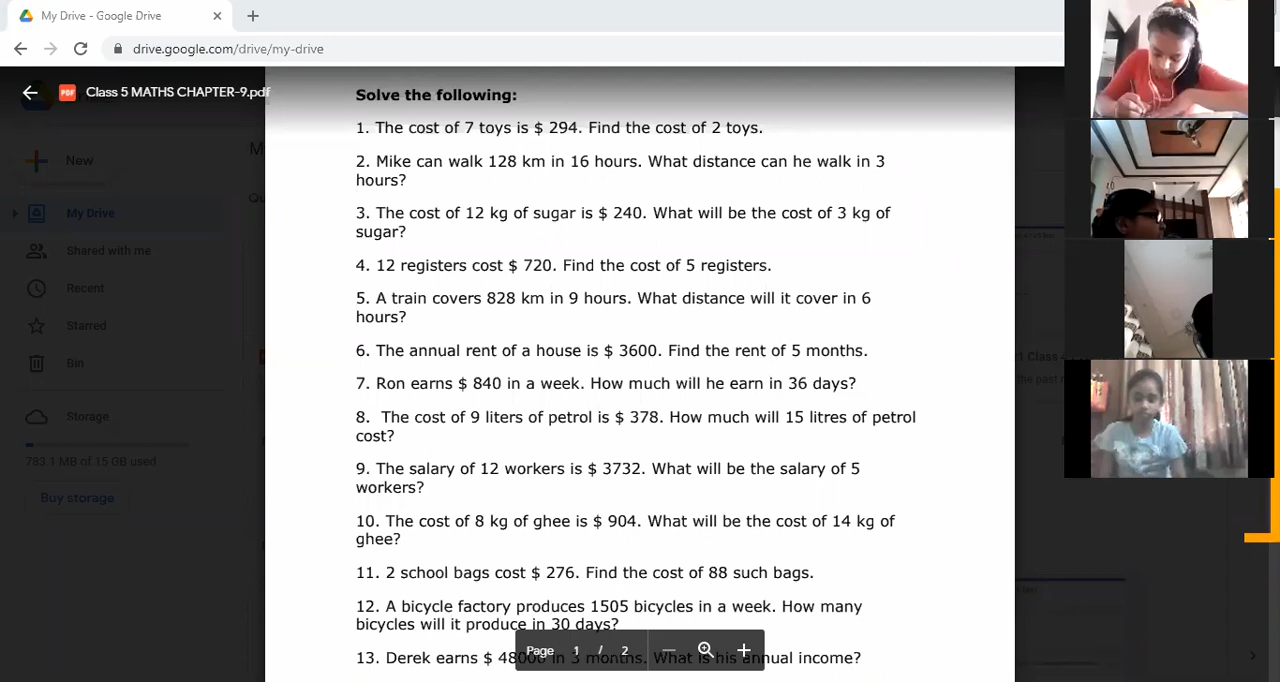 My Drive - Google Drive
drive.google.com/drive/my-drive
PDF Class 5 MATHS CHAPTER-9.pdf
New
My Drive
Shared with me
Recent
Starred
Bin
Storage
783.1 MB of 15 GB used
Buy storage
Solve the following:
1. The cost of 7 toys is $ 294. Find the cost of 2 toys.
2. Mike can walk 128 km in 16 hours. What distance can he walk in 3
hours?
3. The cost of 12 kg of sugar is $ 240. What will be the cost of 3 kg of
sugar?
4. 12 registers cost $ 720. Find the cost of 5 registers.
5. A train covers 828 km in 9 hours. What distance will it cover in 6
hours?
6. The annual rent of a house is $ 3600. Find the rent of 5 months.
7. Ron earns $ 840 in a week. How much will he earn in 36 days?
8. The cost of 9 liters of petrol is $ 378. How much will 15 litres of petrol
cost?
9. The salary of 12 workers is $ 3732. What will be the salary of 5
workers?
10. The cost of 8 kg of ghee is $ 904. What will be the cost of 14 kg of
ghee?
11. 2 school bags cost $ 276. Find the cost of 88 such bags.
12. A bicycle factory produces 1505 bicycles in a week. How many
bicycles will it produce in 30 days?
13. Derek earns $ 48000 in 3 months. What is his annual income?
Page 1 / 2